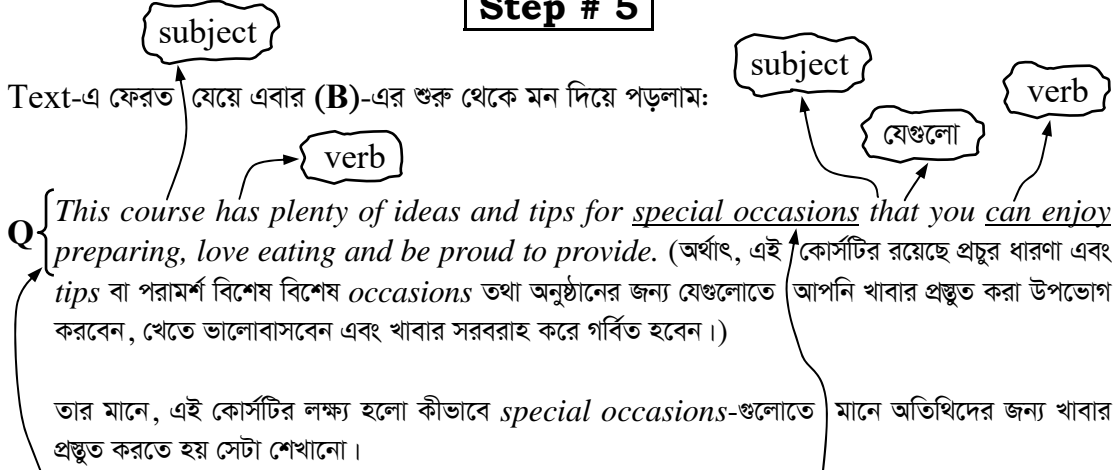 Step # 5
subject
subject
verb
Text-এ ফেরত যেয়ে এবার (B)-এর শুরু থেকে মন দিয়ে পড়লাম:
যেগুলো
verb
Q { This course has plenty of ideas and tips for special occasions that you can enjoy
preparing, love eating and be proud to provide. (অর্থাৎ, এই কোর্সটির রয়েছে প্রচুর ধারণা এবং
tips বা পরামর্শ বিশেষ বিশেষ occasions তথা অনুষ্ঠানের জন্য যেগুলোতে আপনি খাবার প্রস্তুত করা উপভোগ
করবেন, খেতে ভালোবাসবেন এবং খাবার সরবরাহ করে গর্বিত হবেন।)
তার মানে, এই কোর্সটির লক্ষ্য হলো কীভাবে special occasions-গুলোতে মানে অতিথিদের জন্য খাবার
প্রস্তুত করতে হয় সেটা শেখানো।